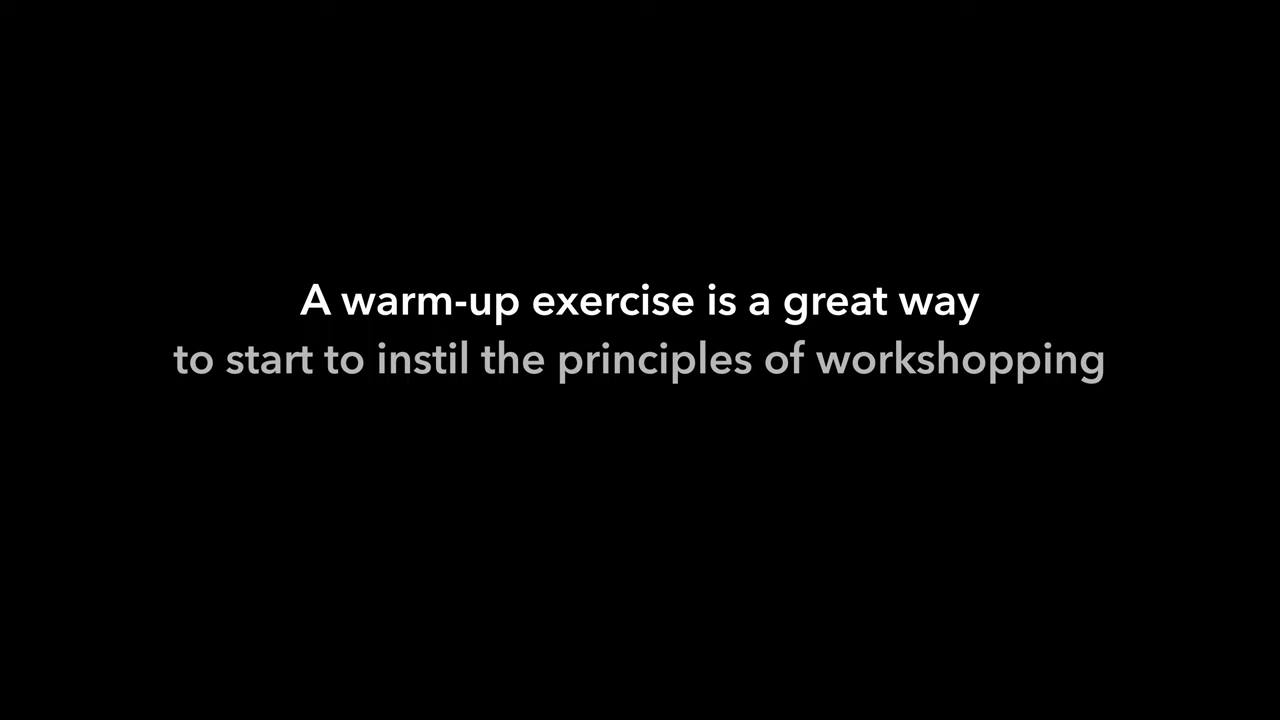 A warm-up exercise is a great way
to start to instil the principles of workshopping